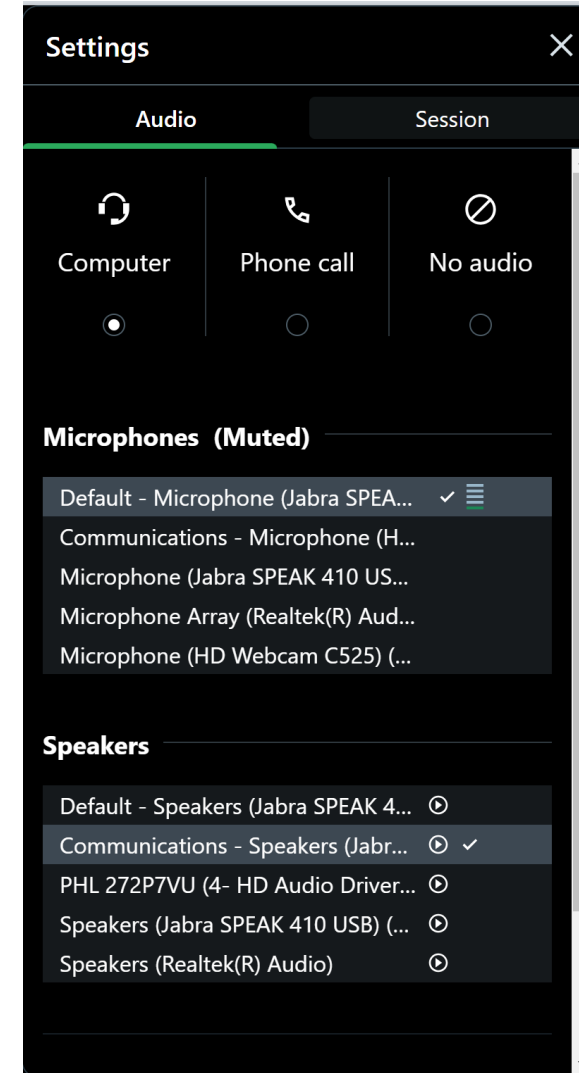 Settings
Audio Session
Computer Phone call No audio
Microphones (Muted)
Default - Microphone (Jabra SPEA...
Communications - Microphone (H...
Microphone (Jabra SPEAK 410 US...
Microphone Array (Realtek(R) Aud...
Microphone (HD Webcam C525) (...
Speakers
Default - Speakers (Jabra SPEAK 4...
Communications - Speakers (Jabr...
PHL 272P7VU (4- HD Audio Driver...
Speakers (Jabra SPEAK 410 USB) (...
Speakers (Realtek(R) Audio)